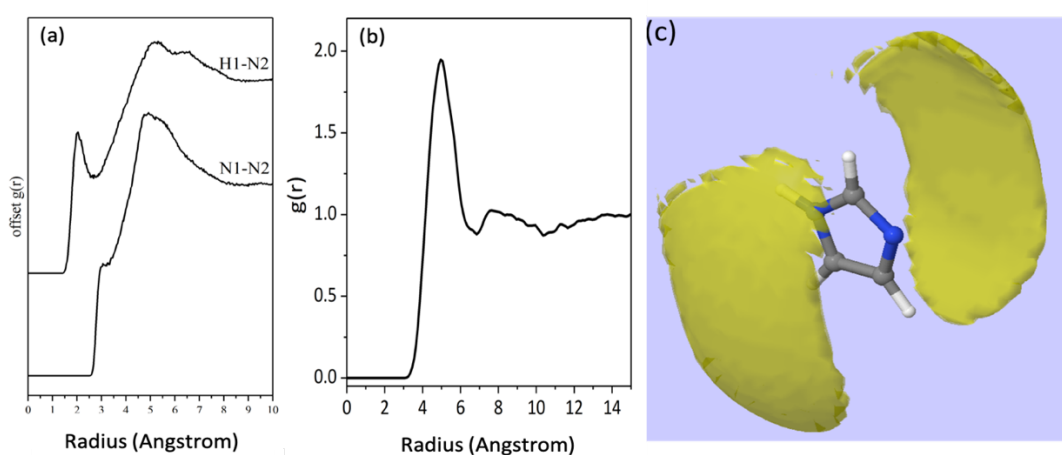 (a)
H1-N2
N1-N2
offset g(r)
0 1 2 3 4 5 6 7 8 9 10
Radius (Angstrom)
(b)
g(r)
2.0
1.5
1.0
0.5
0.0
0 2 4 6 8 10 12 14
Radius (Angstrom)
(c)